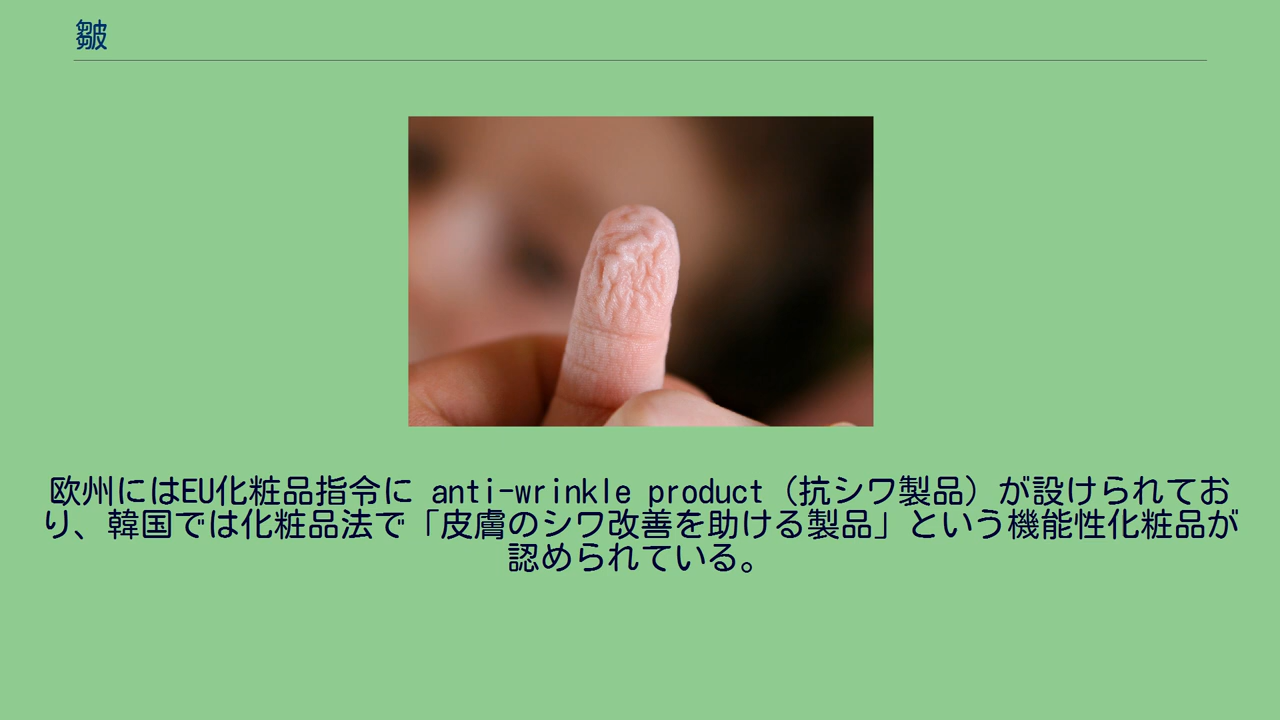 皺
欧州にはEU化粧品指令に anti-wrinkle product（抗シワ製品）が設けられてお
り、韓国では化粧品法で「皮膚のシワ改善を助ける製品」という機能性化粧品が
認められている。